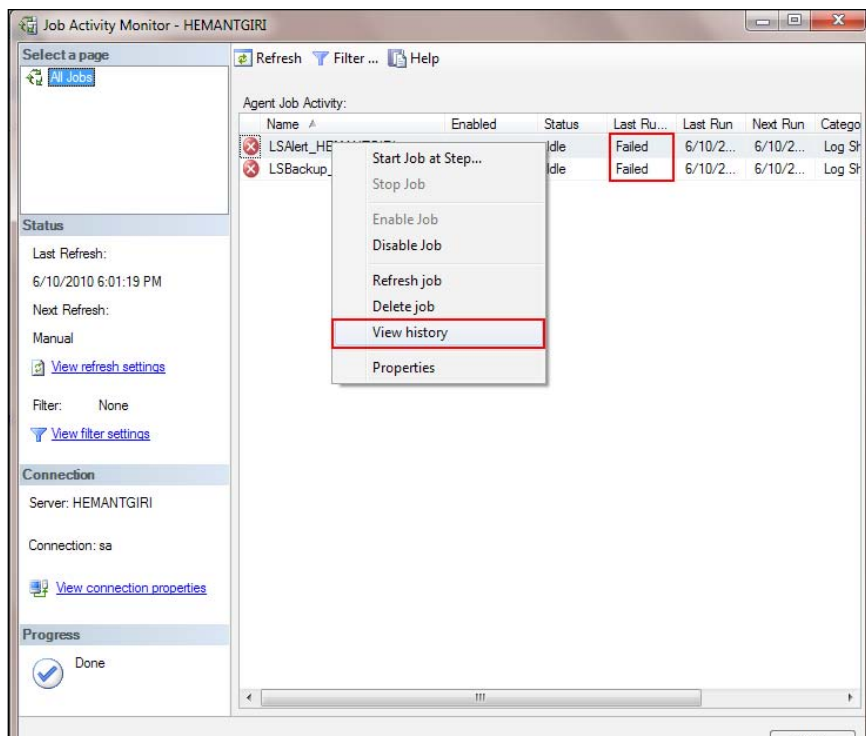 Job Activity Monitor - HEMANTGIRI
Select a page
All Jobs
Refresh Filter ... Help
Agent Job Activity:
Name Enabled Status Last Ru... Last Run Next Run Catego
LSAlert_HEMANTGIRI Idle Failed 6/10/2... 6/10/2... Log Sh
LSBackup_ Idle Failed 6/10/2... 6/10/2... Log Sh
Start Job at Step...
Stop Job
Enable Job
Disable Job
Refresh job
Delete job
View history
Properties
Status
Last Refresh:
6/10/2010 6:01:19 PM
Next Refresh:
Manual
View refresh settings
Filter: None
View filter settings
Connection
Server: HEMANTGIRI
Connection: sa
View connection properties
Progress
Done